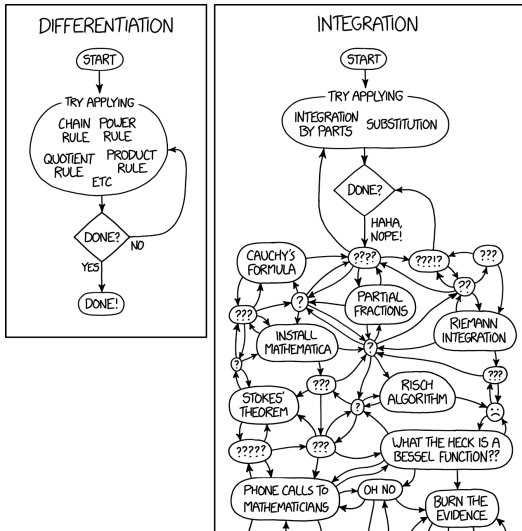 DIFFERENTIATION
START
TRY APPLYING
CHAIN POWER
RULE RULE
QUOTIENT PRODUCT
RULE RULE
ETC
DONE?
NO
YES
DONE!
INTEGRATION
START
TRY APPLYING
INTEGRATION
BY PARTS
SUBSTITUTION
DONE?
HAHA,
NOPE!
CAUCHY'S
FORMULA
????
???!?
???
??
???
?
PARTIAL
FRACTIONS
RIEMANN
INTEGRATION
INSTALL
MATHEMATICA
?
?
???
???
STOKES'
THEOREM
?
RISCH
ALGORITHM
?????
???
WHAT THE HECK IS A
BESSEL FUNCTION??
PHONE CALLS TO
MATHEMATICIANS
OH NO
BURN THE
EVIDENCE